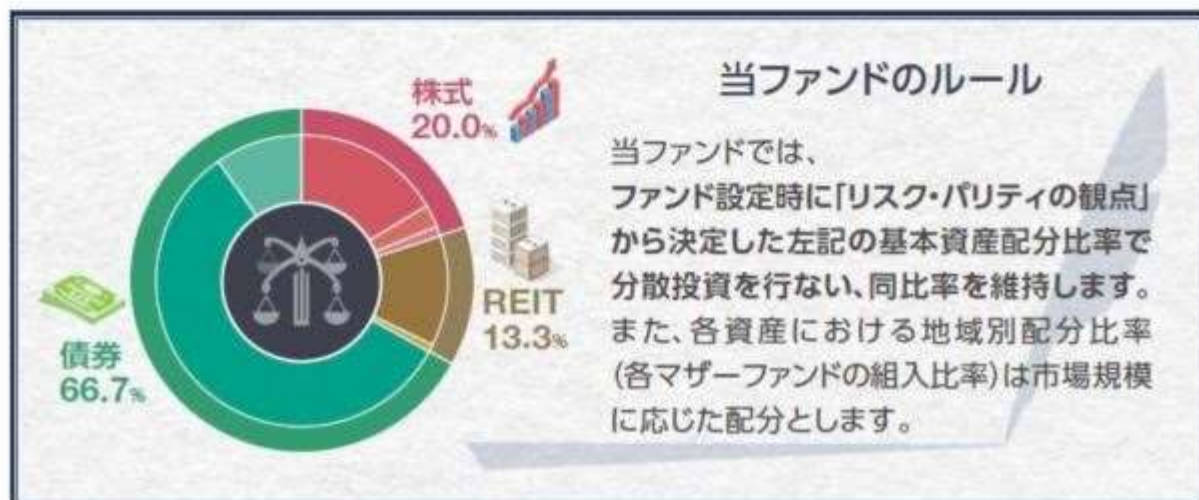 株式
20.0%
REIT
13.3%
債券
66.7%
当ファンドのルール
当ファンドでは、
ファンド設定時に「リスク・パリティの観点」
から決定した左記の基本資産配分比率で
分散投資を行ない、同比率を維持します。
また、各資産における地域別配分比率
(各マザーファンドの組入比率)は市場規模
に応じた配分とします。